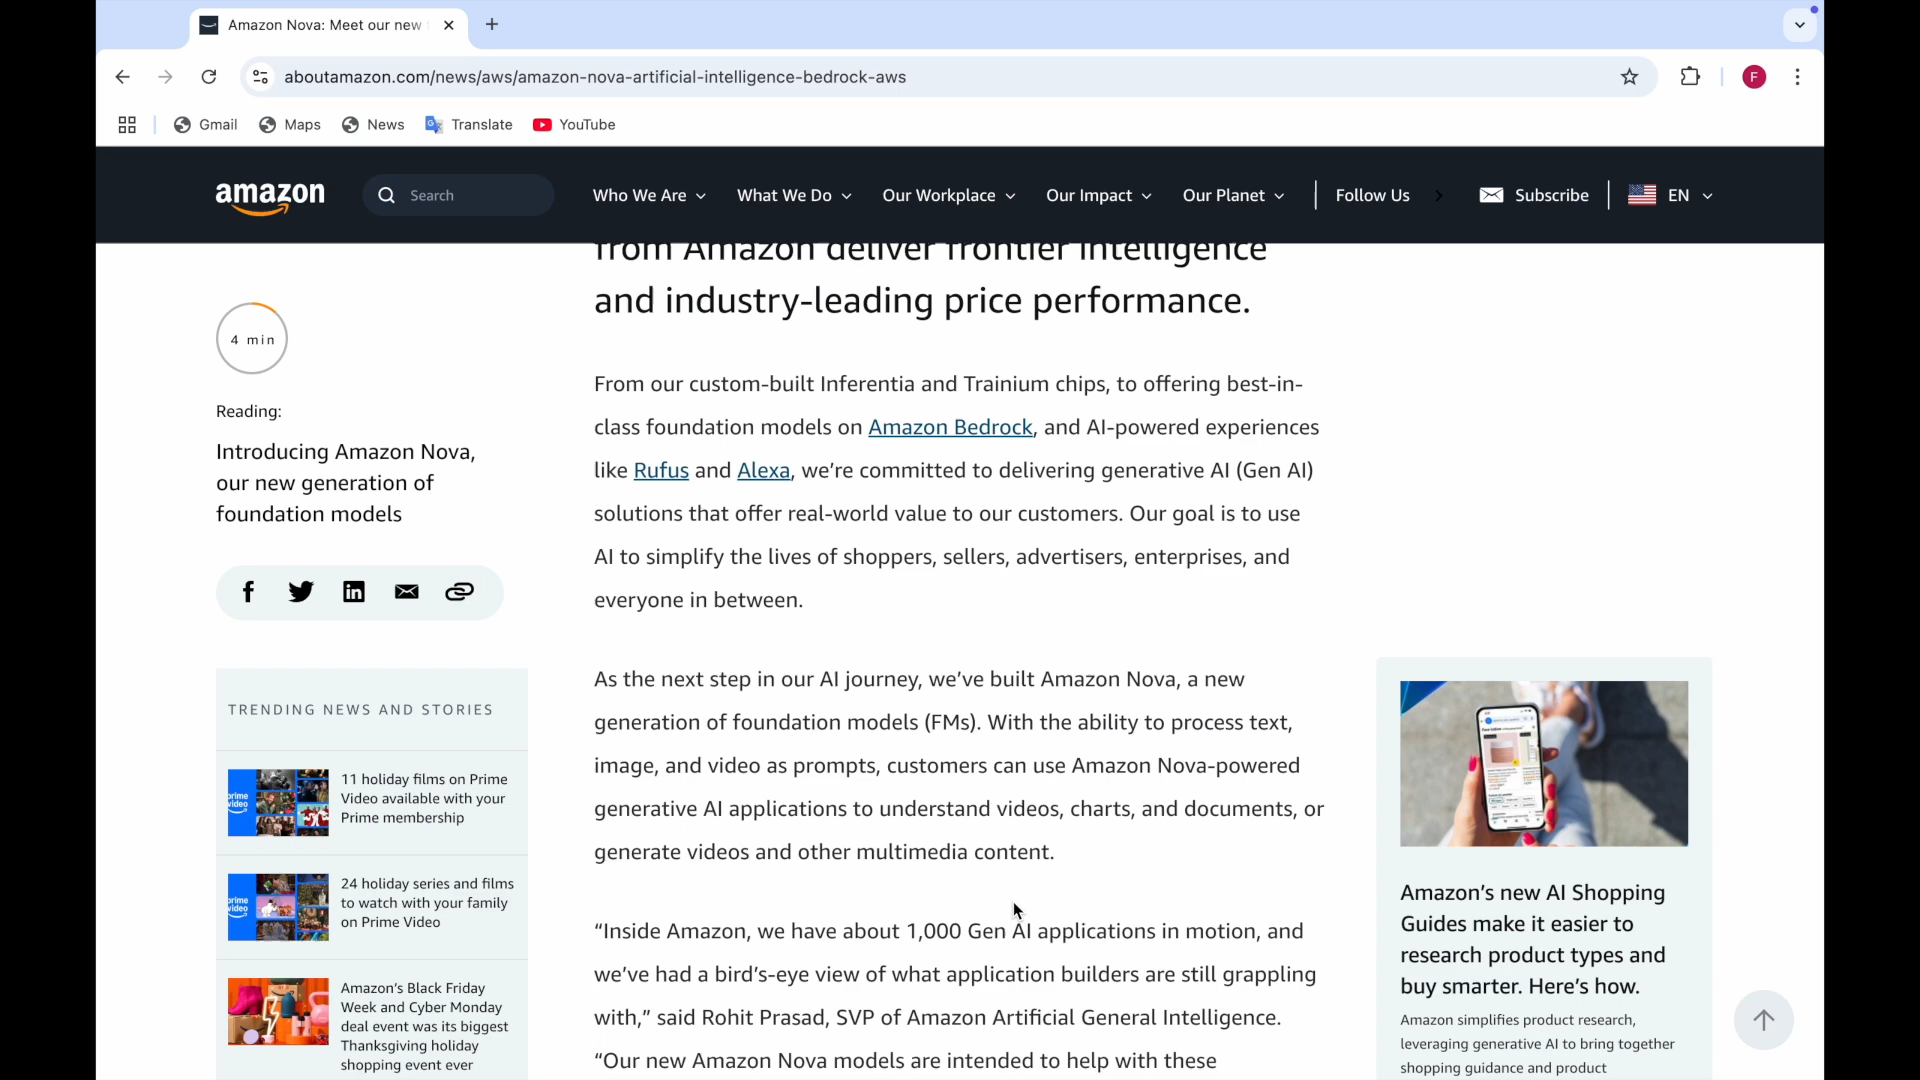 Amazon Nova: Meet our new
aboutamazon.com/news/aws/amazon-nova-artificial-intelligence-bedrock-aws
F
Gmail
Maps
News
Translate
YouTube
amazon
Search
Who We Are
What We Do
Our Workplace
Our Impact
Our Planet
Follow Us
Subscribe
EN
4 min
Reading:
Introducing Amazon Nova,
our new generation of
foundation models
TRENDING NEWS AND STORIES
prime
video
11 holiday films on Prime
Video available with your
Prime membership
prime
video
24 holiday series and films
to watch with your family
on Prime Video
Amazon’s Black Friday
Week and Cyber Monday
deal event was its biggest
Thanksgiving holiday
shopping event ever
from Amazon deliver frontier intelligence
and industry-leading price performance.
From our custom-built Inferentia and Trainium chips, to offering best-in-
class foundation models on Amazon Bedrock, and AI-powered experiences
like Rufus and Alexa, we’re committed to delivering generative AI (Gen AI)
solutions that offer real-world value to our customers. Our goal is to use
AI to simplify the lives of shoppers, sellers, advertisers, enterprises, and
everyone in between.
As the next step in our AI journey, we’ve built Amazon Nova, a new
generation of foundation models (FMs). With the ability to process text,
image, and video as prompts, customers can use Amazon Nova-powered
generative AI applications to understand videos, charts, and documents, or
generate videos and other multimedia content.
“Inside Amazon, we have about 1,000 Gen AI applications in motion, and
we’ve had a bird’s-eye view of what application builders are still grappling
with,” said Rohit Prasad, SVP of Amazon Artificial General Intelligence.
“Our new Amazon Nova models are intended to help with these
Amazon’s new AI Shopping
Guides make it easier to
research product types and
buy smarter. Here’s how.
Amazon simplifies product research,
leveraging generative AI to bring together
shopping guidance and product